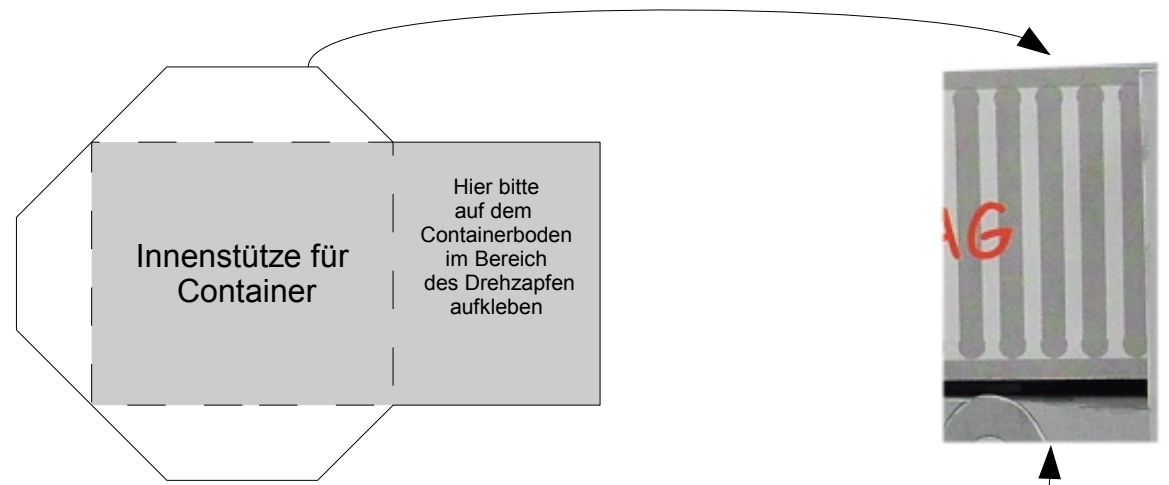 Innenstütze für
Container
Hier bitte
auf dem
Containerboden
im Bereich
des Drehzapfen
aufkleben
AG